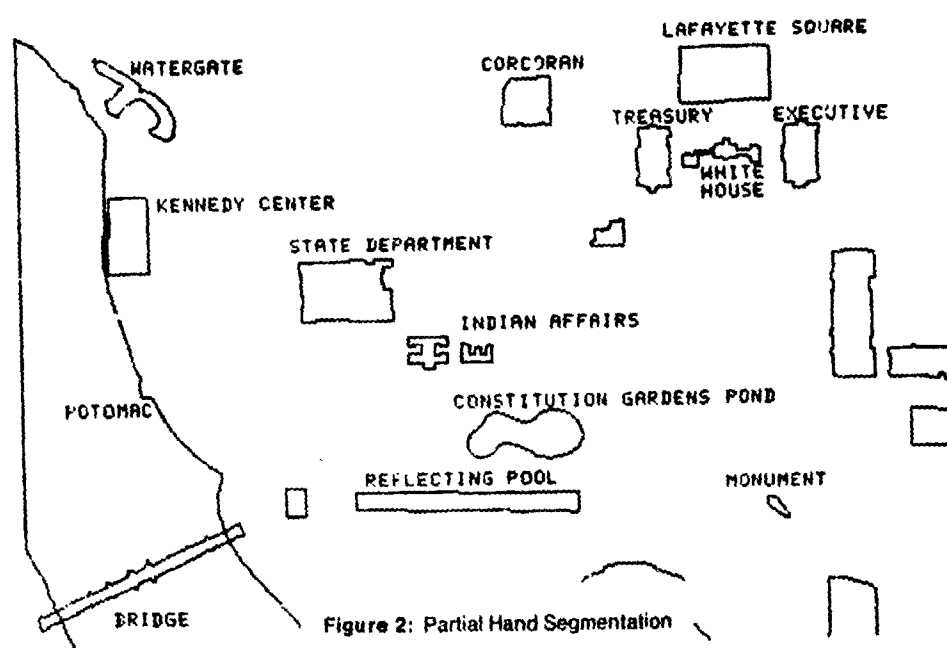 LAFAYETTE SQUARE
WATERGATE
CORCORAN
TREASURY
EXECUTIVE
WHITE
HOUSE
KENNEDY CENTER
STATE DEPARTMENT
INDIAN AFFAIRS
CONSTITUTION GARDENS POND
POTOMAC
REFLECTING POOL
MONUMENT
BRIDGE
Figure 2: Partial Hand Segmentation